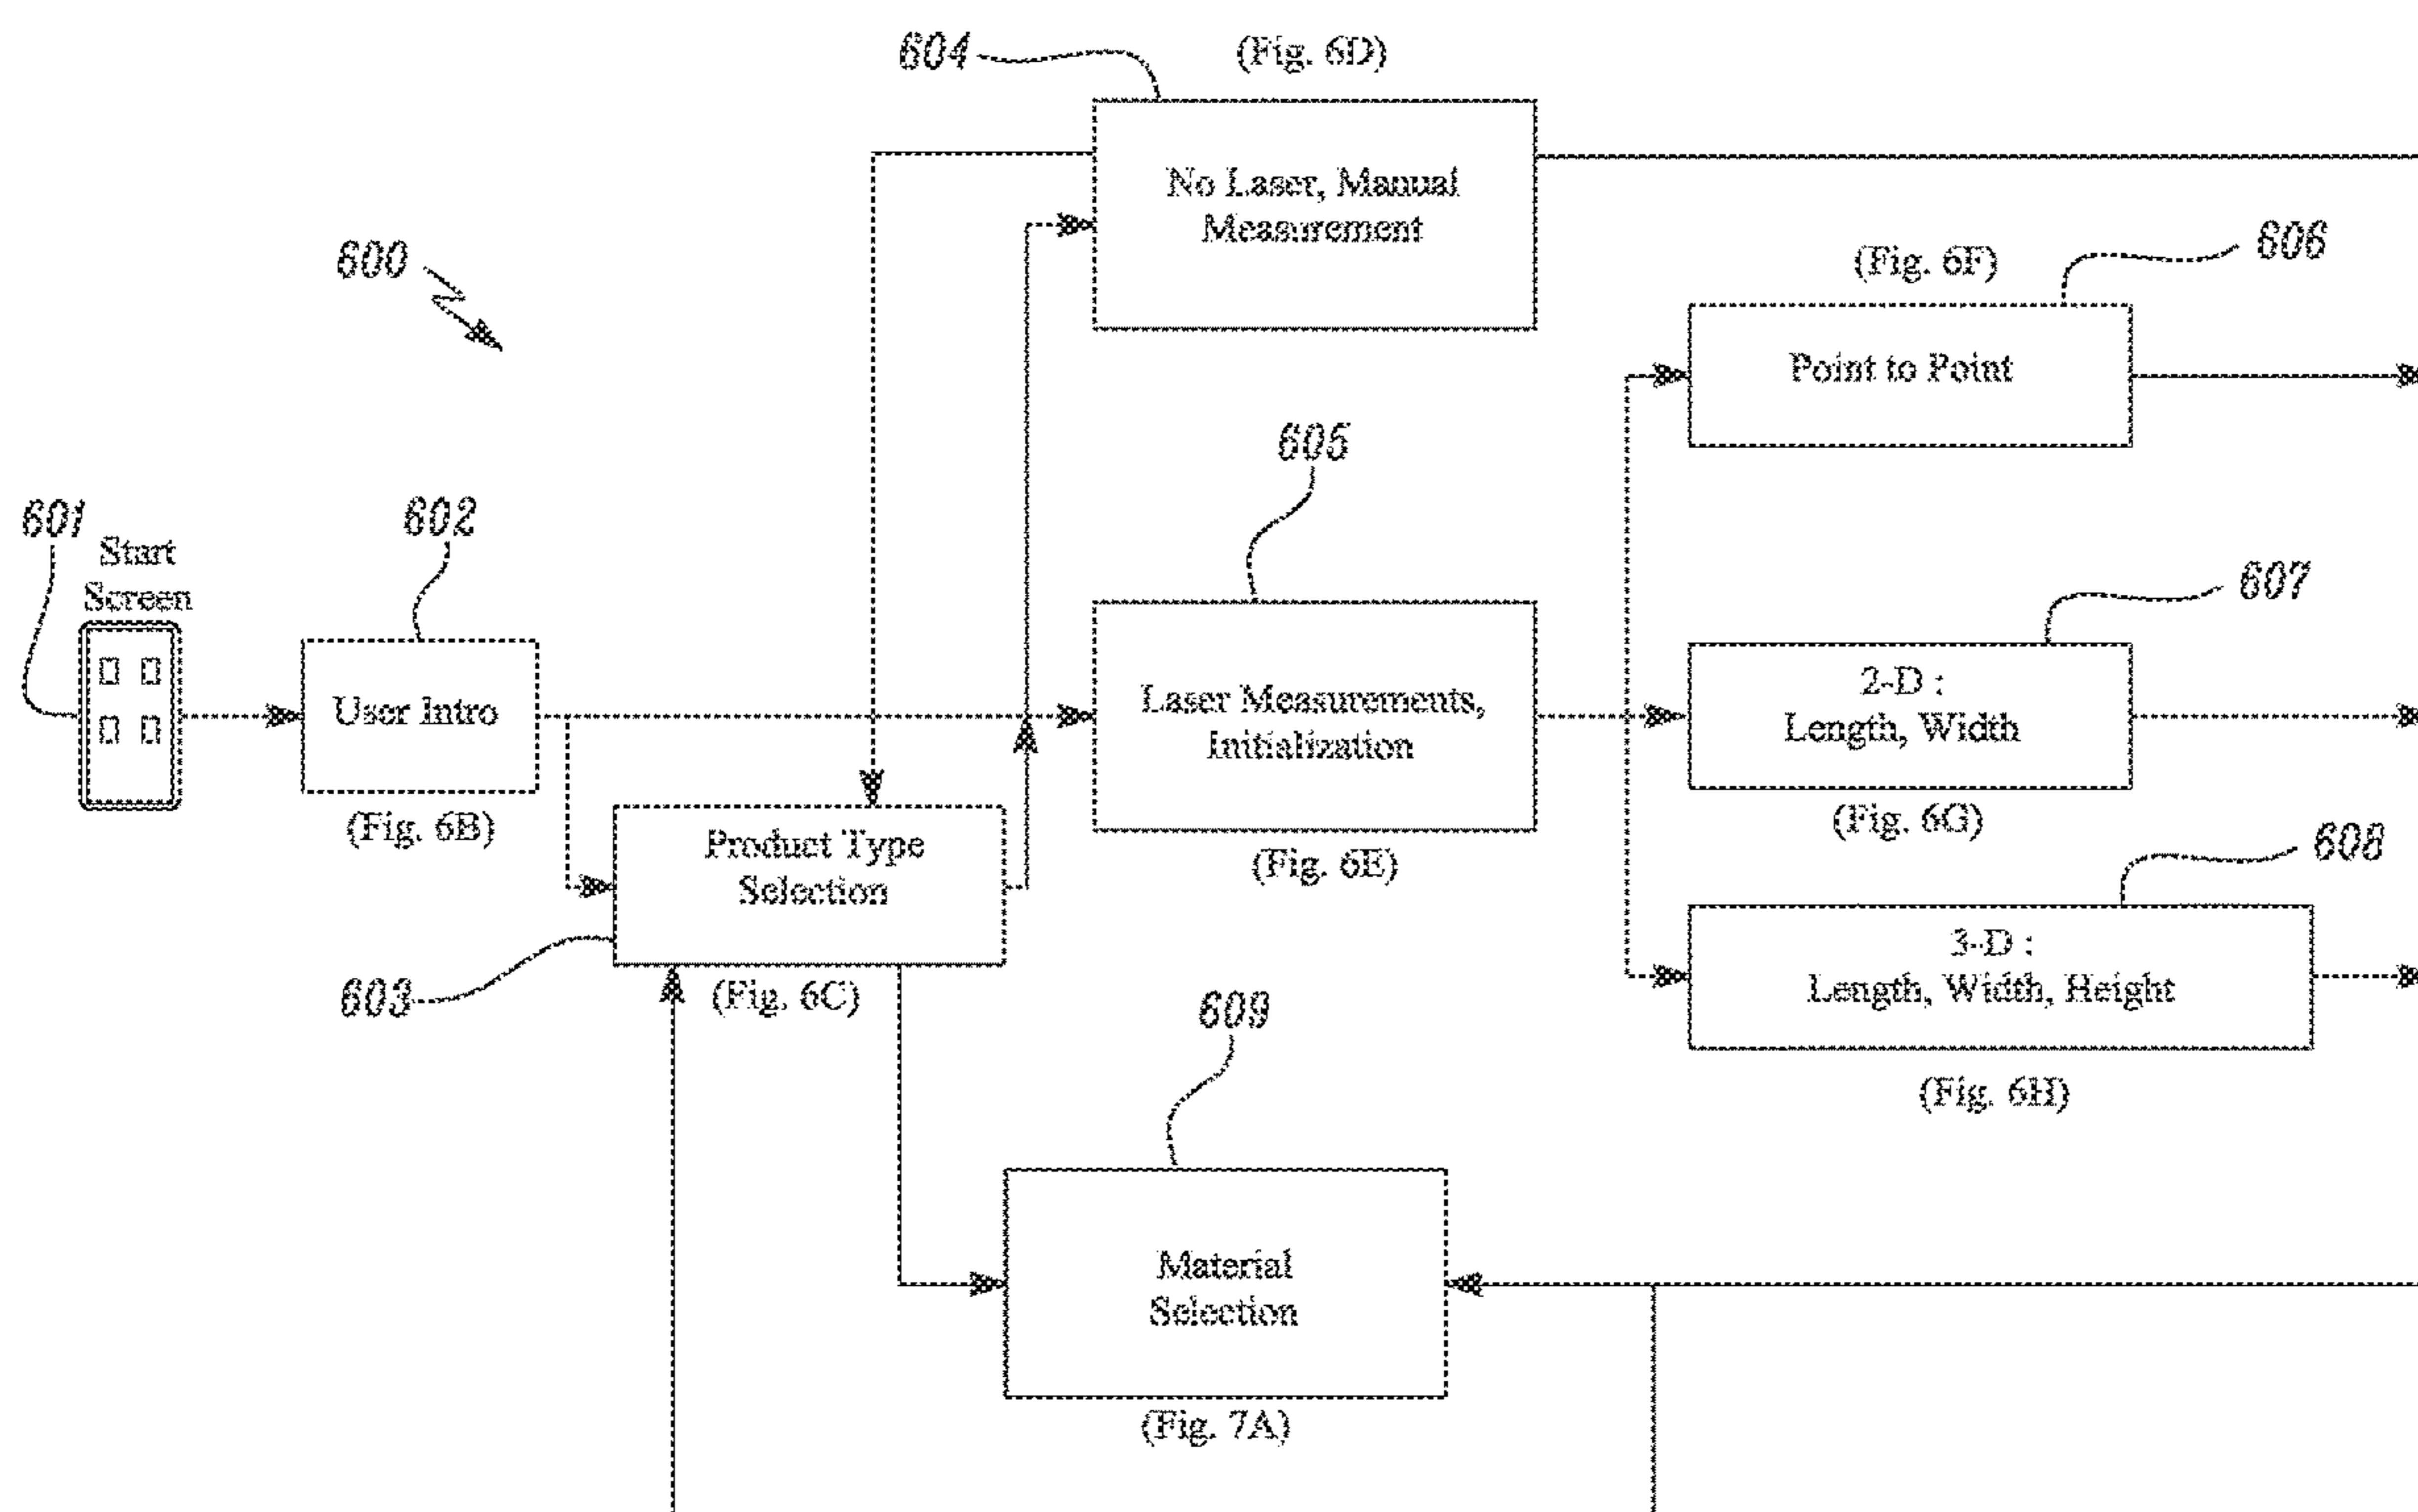 604
(Fig. 6D)
No Laser, Manual
Measurement
600
606
(Fig. 6F)
Point to Point
605
601
Start
Screen
602
User Intro
(Fig. 6B)
607
2-D :
Length, Width
(Fig. 6G)
Laser Measurements,
Initialization
(Fig. 6E)
Product Type
Selection
603
(Fig. 6C)
608
3-D :
Length, Width, Height
(Fig. 6H)
609
Material
Selection
(Fig. 7A)